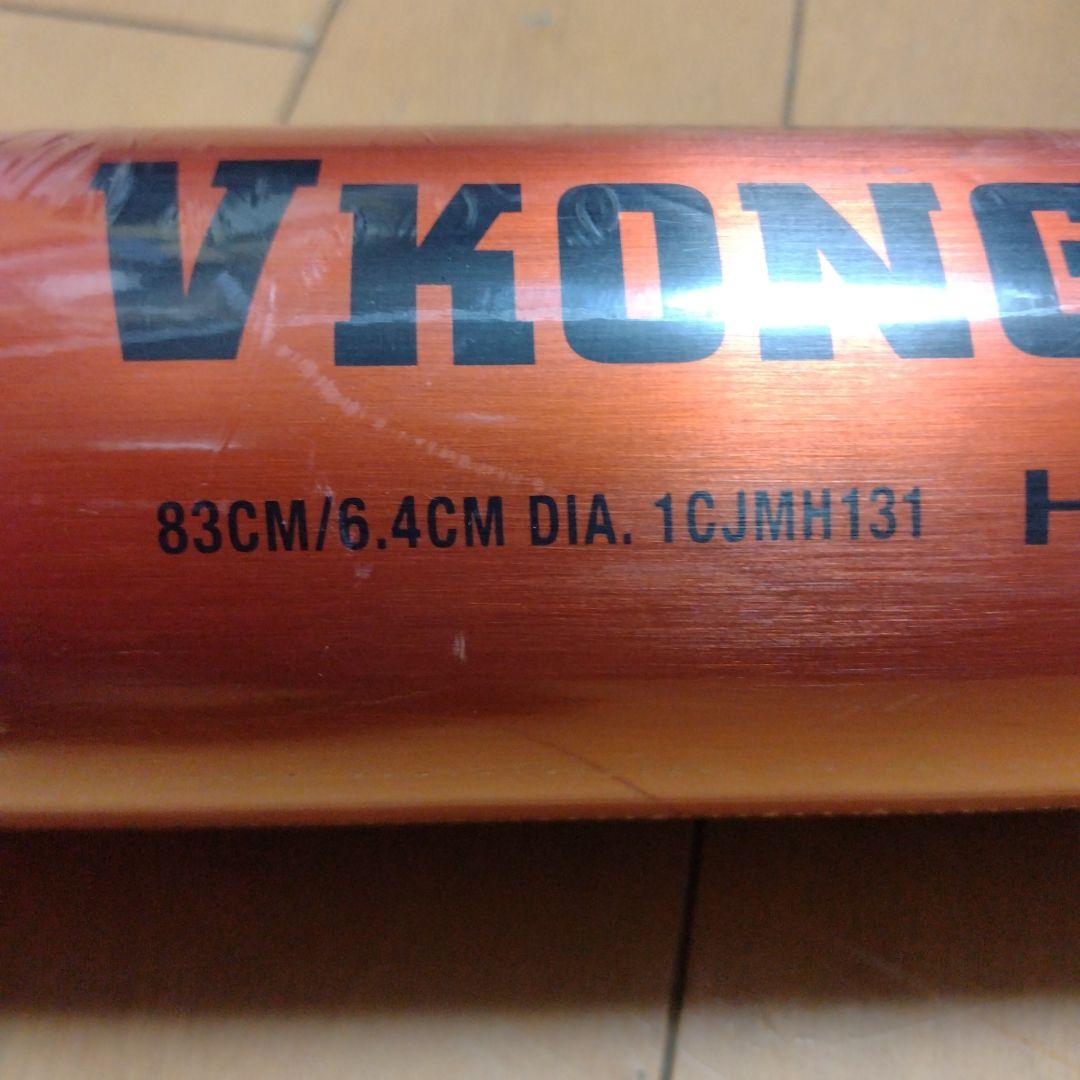 VKONG
83CM/6.4CM DIA. 1CJMH131 H